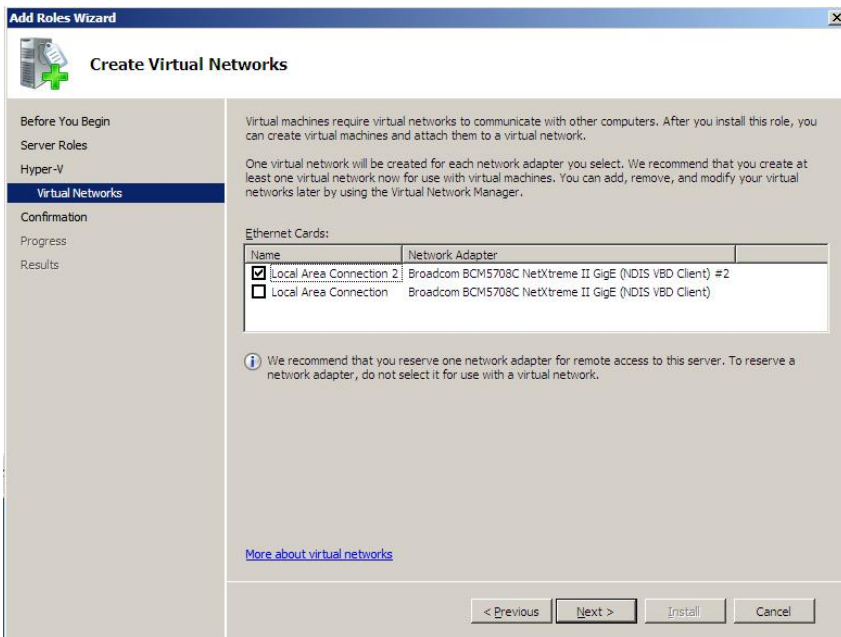 Add Roles Wizard
Create Virtual Networks
Before You Begin
Server Roles
Hyper-V
Virtual Networks
Confirmation
Progress
Results
Virtual machines require virtual networks to communicate with other computers. After you install this role, you
can create virtual machines and attach them to a virtual network.
One virtual network will be created for each network adapter you select. We recommend that you create at
least one virtual network now for use with virtual machines. You can add, remove, and modify your virtual
networks later by using the Virtual Network Manager.
Ethernet Cards:
Name Network Adapter
Local Area Connection 2 Broadcom BCM5708C NetXtreme II GigE (NDIS VBD Client) #2
Local Area Connection Broadcom BCM5708C NetXtreme II GigE (NDIS VBD Client)
We recommend that you reserve one network adapter for remote access to this server. To reserve a
network adapter, do not select it for use with a virtual network.
More about virtual networks
< Previous Next > Install Cancel